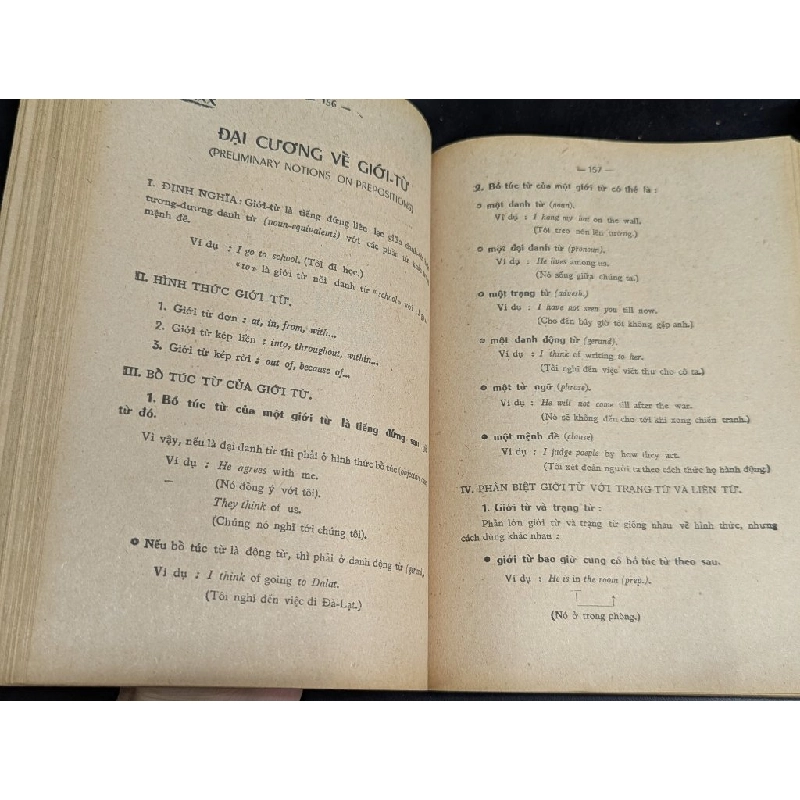 — 156 —
ĐẠI CƯƠNG VỀ GIỚI-TỪ
(PRELIMINARY NOTIONS ON PREPOSITIONS)
I. ĐỊNH NGHĨA: Giới-từ là tiếng đứng liên lạc giữa
tương-đương danh từ (noun-equivalent) với các phần từ
mệnh đề.
Ví dụ : I go to school. (Tôi đi học.)
«to» là giới từ nối danh từ «school» với
II. HÌNH THỨC GIỚI TỪ.
1. Giới từ đơn : at, in, from, with...
2. Giới từ kép liền : into, throughout, within...
3. Giới từ kép rời : out of, because of...
III. BỔ TÚC TỪ CỦA GIỚI TỪ.
1. Bổ túc từ của một giới từ là tiếng đứng sau
từ đó.
Vì vậy, nếu là đại danh từ thì phải ở hình thức bổ túc
Ví dụ : He agrees with me.
(Nó đồng ý với tôi).
They think of us.
(Chúng nó nghĩ tới chúng tôi).
Nếu bổ túc từ là động từ, thì phải ở danh động từ
Ví dụ : I think of going to Dalat.
(Tôi nghĩ đến việc đi Đà-Lạt.)
— 157 —
2. Bổ túc từ của một giới từ có thể là :
một danh từ (noun).
Ví dụ : I hang my hat on the wall.
(Tôi treo nón lên tường.)
một đại danh từ (pronoun).
Ví dụ. He lives among us.
(Nó sống giữa chúng ta.)
một trạng từ (adverb.)
Ví dụ : I have not seen you till now.
(Cho đến bây giờ tôi không gặp anh.)
một danh động từ (gerund).
Ví dụ : I think of writing to her.
(Tôi nghĩ đến việc viết thư cho cô ta.)
một từ ngữ (phrase).
Ví dụ : He will not come till after the war.
(Nó sẽ không đến cho tới khi xong chiến tranh.)
một mệnh đề (clause)
Ví dụ : I judge people by how they act.
(Tôi xét đoán người ta theo cách thức họ hành động.)
IV. PHÂN BIỆT GIỚI TỪ VỚI TRẠNG TỪ VÀ LIÊN TỪ.
1. Giới từ và trạng từ :
Phần lớn giới từ và trạng từ giống nhau về hình thức, nhưng
cách dùng khác nhau :
giới từ bao giờ cũng có bổ túc từ theo sau.
Ví dụ : He is in the room (prep.).
(Nó ở trong phòng.)